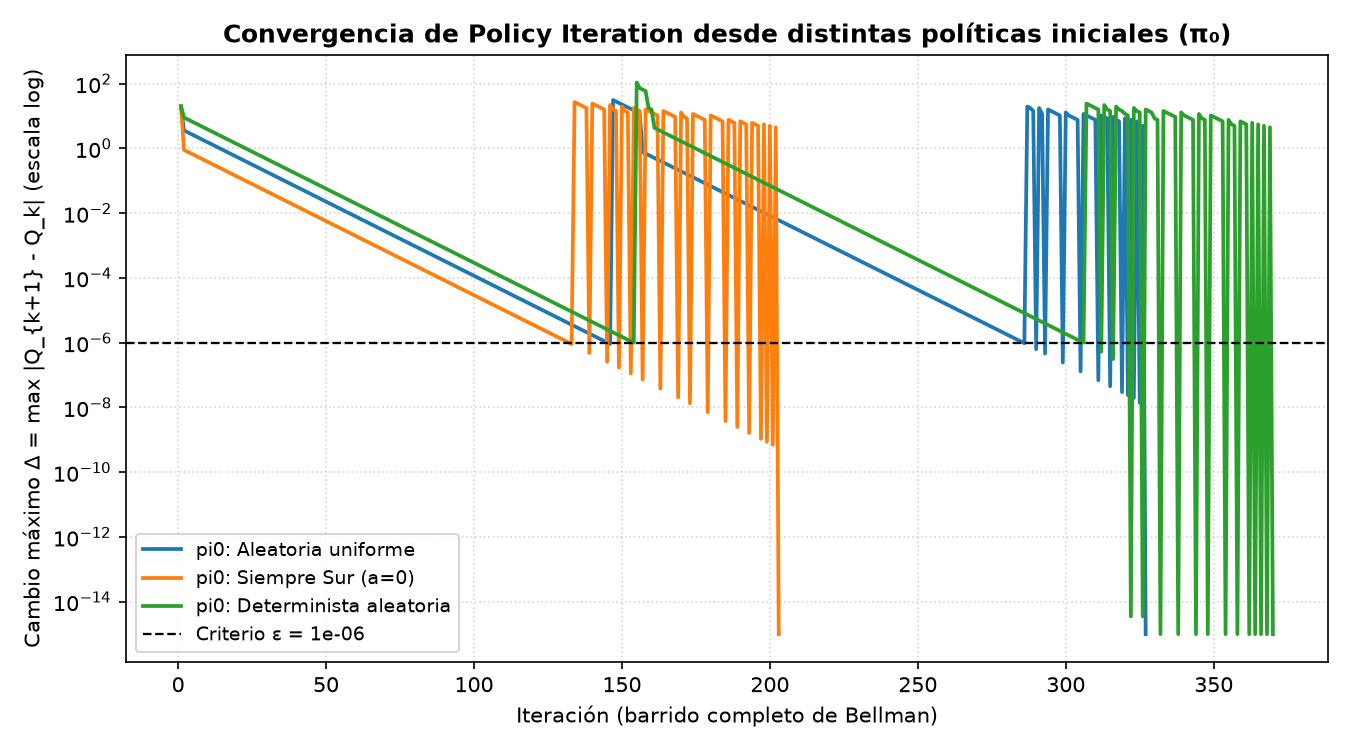 Convergencia de Policy Iteration desde distintas políticas iniciales (π₀)
Cambio máximo Δ = max |Q_{k+1} - Q_k| (escala log)
10²
10⁰
10⁻²
10⁻⁴
10⁻⁶
10⁻⁸
10⁻¹⁰
10⁻¹²
10⁻¹⁴
pi0: Aleatoria uniforme
pi0: Siempre Sur (a=0)
pi0: Determinista aleatoria
Criterio ε = 1e-06
0 50 100 150 200 250 300 350
Iteración (barrido completo de Bellman)